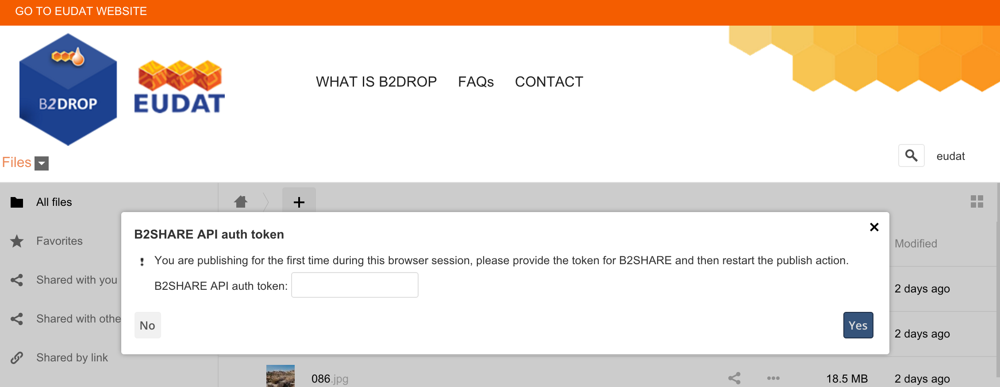 GO TO EUDAT WEBSITE
B2DROP
EUDAT
WHAT IS B2DROP FAQs CONTACT
Files
eudat
All files
Favorites
Shared with you
Shared with othe
Shared by link
B2SHARE API auth token
You are publishing for the first time during this browser session, please provide the token for B2SHARE and then restart the publish action.
B2SHARE API auth token:
No
Yes
Modified
2 days ago
2 days ago
086.jpg 18.5 MB 2 days ago